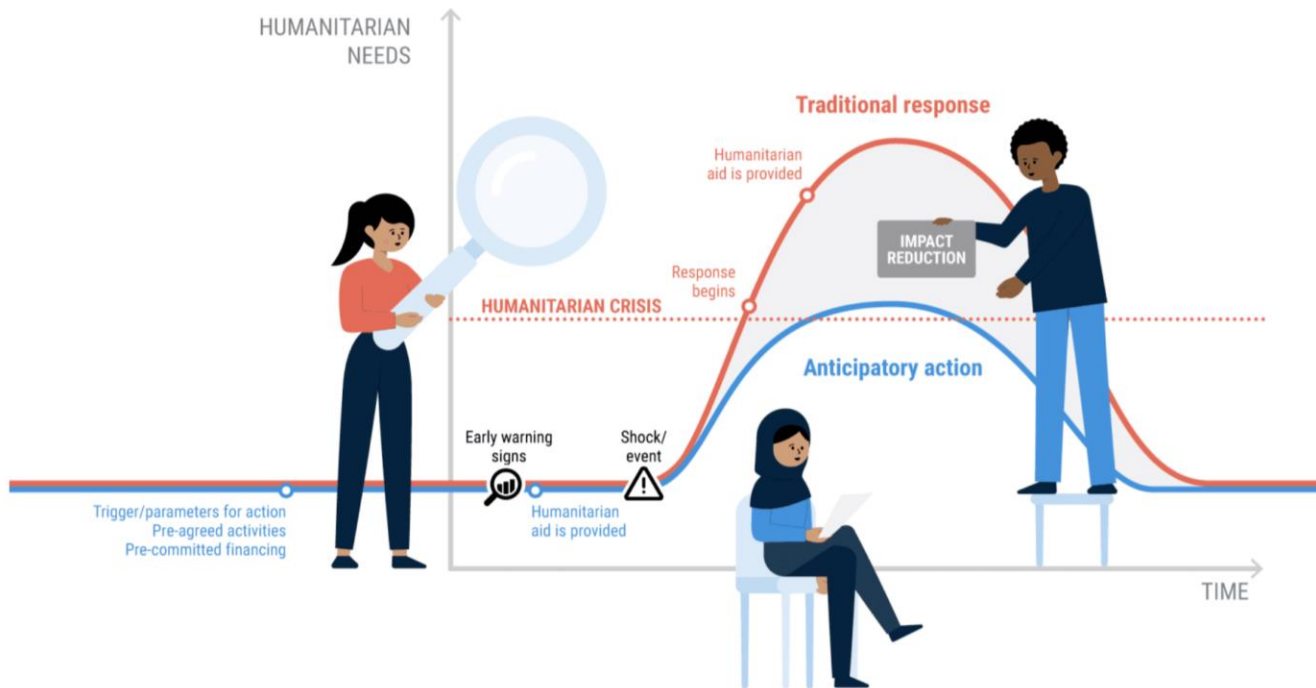 HUMANITARIAN
NEEDS
Traditional response
Humanitarian
aid is provided
IMPACT
REDUCTION
Response
begins
HUMANITARIAN CRISIS
Anticipatory action
Early warning
signs
Shock/
event
Trigger/parameters for action
Pre-agreed activities
Pre-committed financing
Humanitarian
aid is provided
TIME